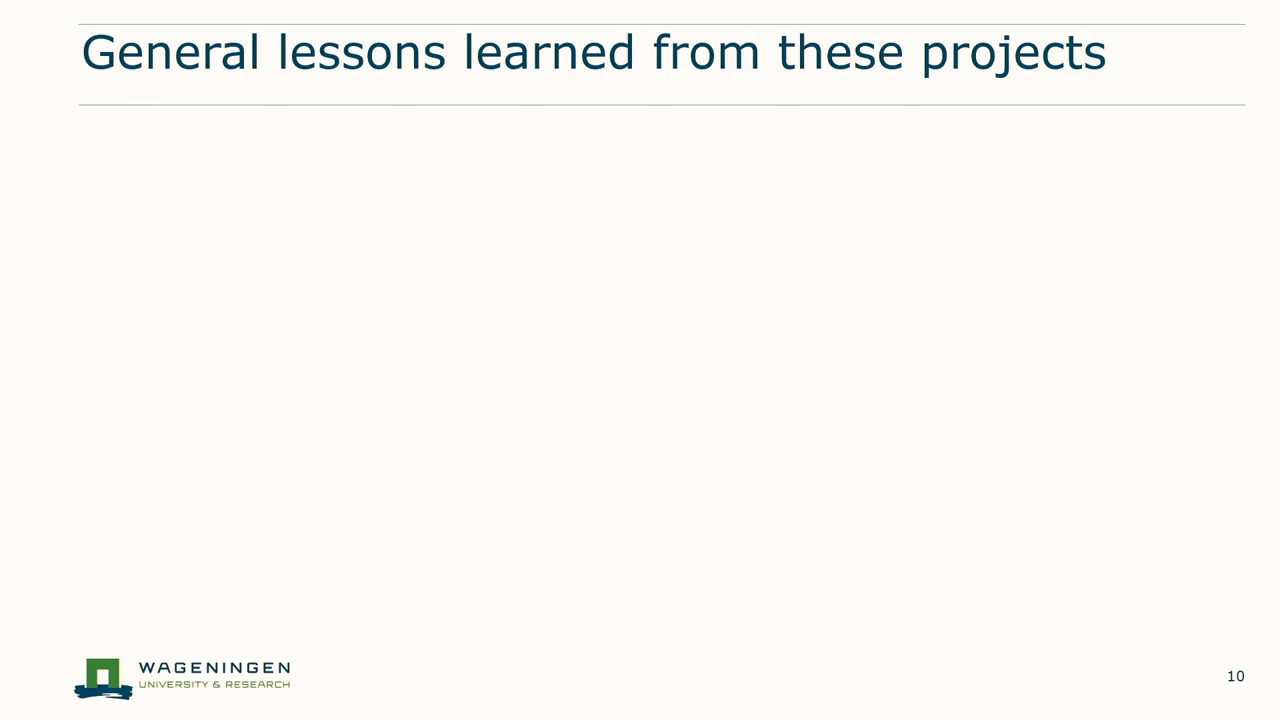 General lessons learned from these projects
WAGENINGEN
UNIVERSITY & RESEARCH
10